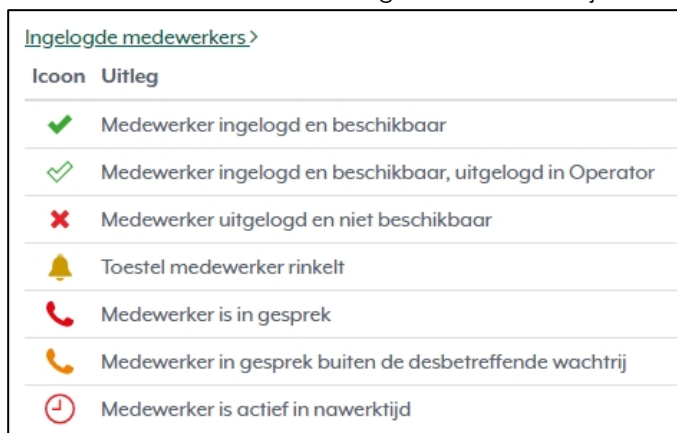 Ingelogde medewerkers >
Icoon Uitleg
Medewerker ingelogd en beschikbaar
Medewerker ingelogd en beschikbaar, uitgelogd in Operator
Medewerker uitgelogd en niet beschikbaar
Toestel medewerker rinkelt
Medewerker is in gesprek
Medewerker in gesprek buiten de desbetreffende wachtrij
Medewerker is actief in nawerktijd